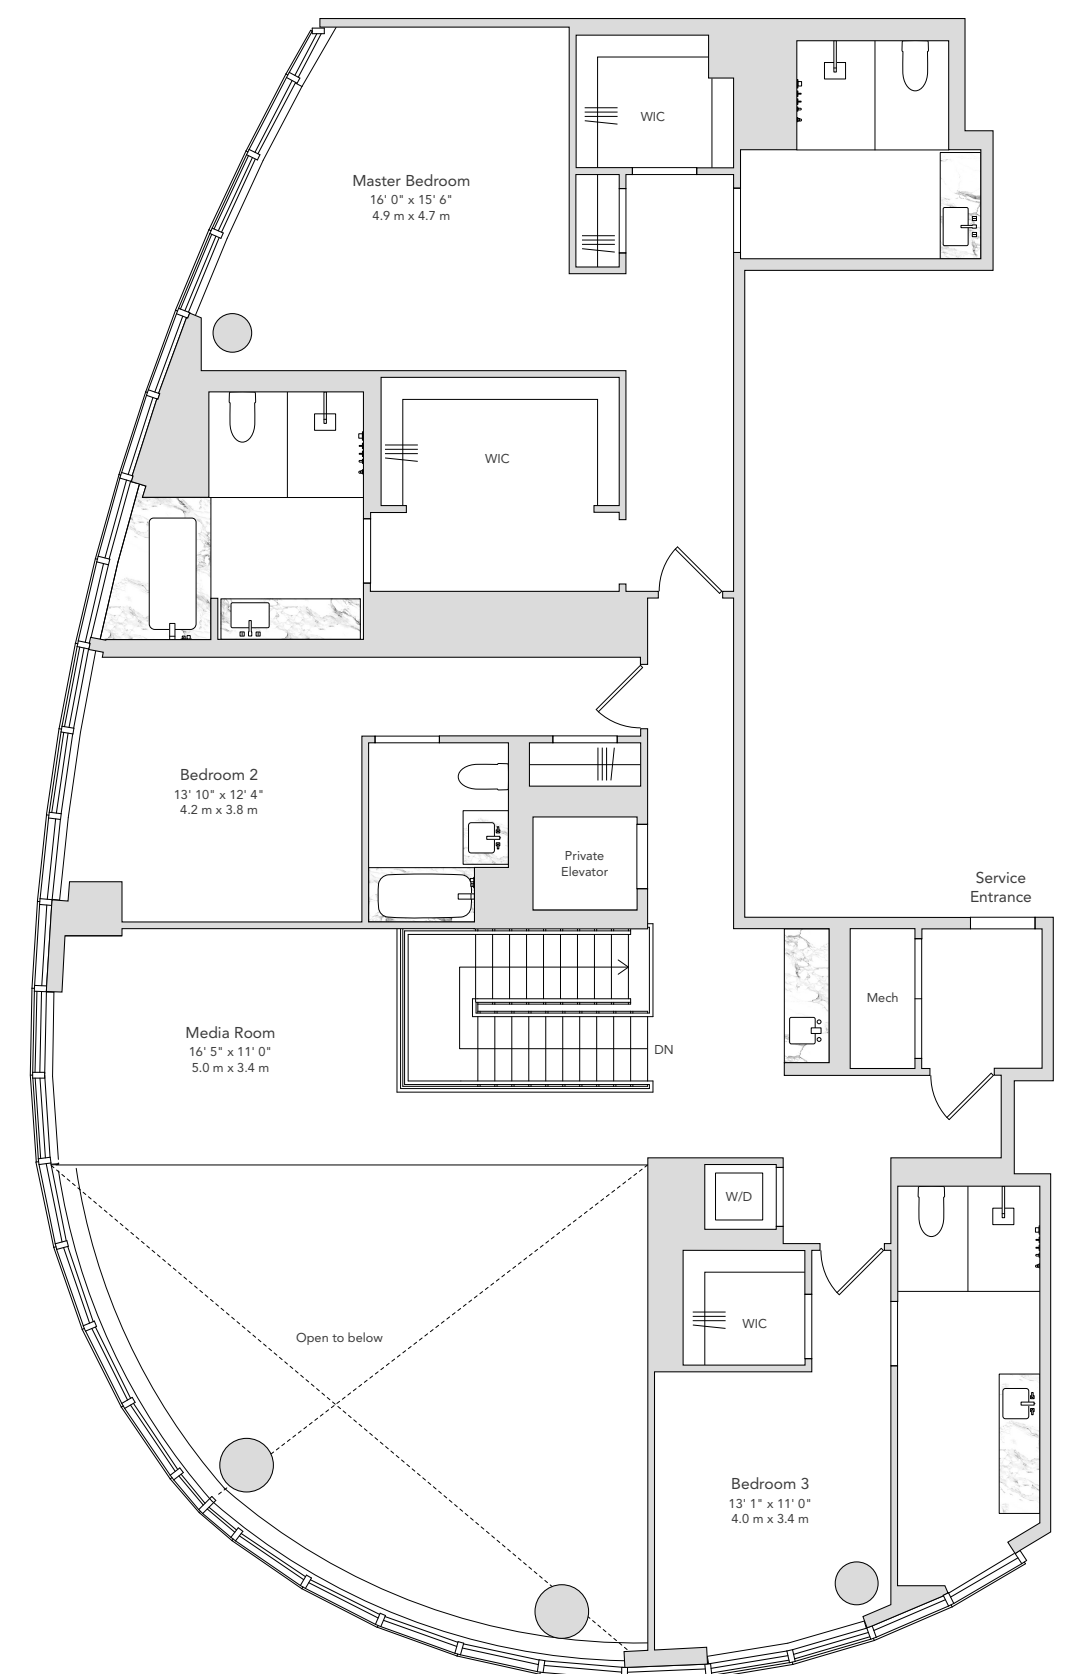 WIC
Master Bedroom
16' 0" x 15' 6"
4.9 m x 4.7 m
WIC
Bedroom 2
13' 10" x 12' 4"
4.2 m x 3.8 m
Private
Elevator
Service
Entrance
Mech
Media Room
16' 5" x 11' 0"
5.0 m x 3.4 m
DN
W/D
Open to below
WIC
Bedroom 3
13' 1" x 11' 0"
4.0 m x 3.4 m